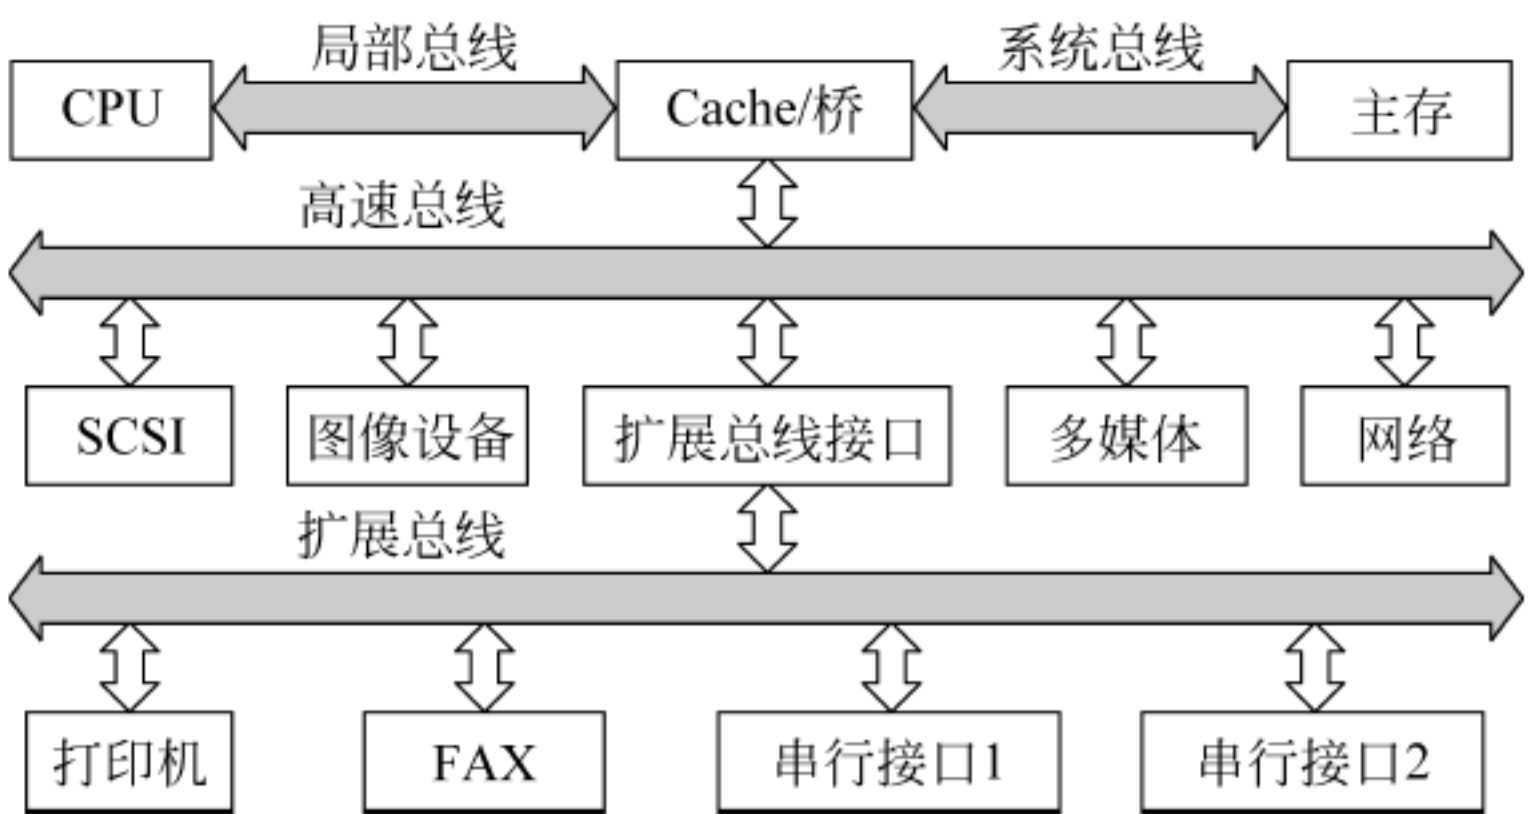 局部总线
系统总线
CPU
Cache/桥
主存
高速总线
SCSI
图像设备
扩展总线接口
多媒体
网络
扩展总线
打印机
FAX
串行接口1
串行接口2